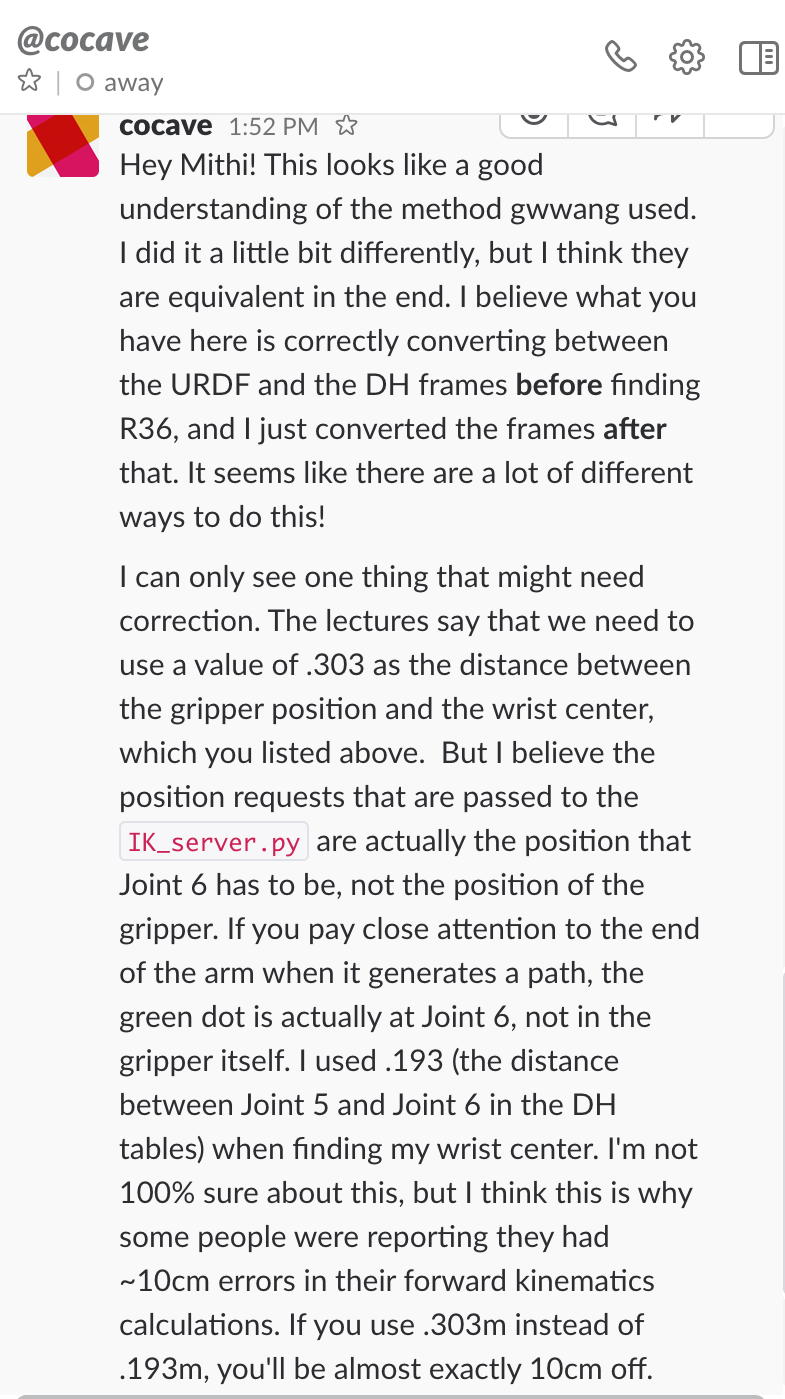 @cocave
away
cocave 1:52 PM
Hey Mithi! This looks like a good
understanding of the method gwwang used.
I did it a little bit differently, but I think they
are equivalent in the end. I believe what you
have here is correctly converting between
the URDF and the DH frames before finding
R36, and I just converted the frames after
that. It seems like there are a lot of different
ways to do this!
I can only see one thing that might need
correction. The lectures say that we need to
use a value of .303 as the distance between
the gripper position and the wrist center,
which you listed above.  But I believe the
position requests that are passed to the
IK_server.py are actually the position that
Joint 6 has to be, not the position of the
gripper. If you pay close attention to the end
of the arm when it generates a path, the
green dot is actually at Joint 6, not in the
gripper itself. I used .193 (the distance
between Joint 5 and Joint 6 in the DH
tables) when finding my wrist center. I'm not
100% sure about this, but I think this is why
some people were reporting they had
~10cm errors in their forward kinematics
calculations. If you use .303m instead of
.193m, you'll be almost exactly 10cm off.